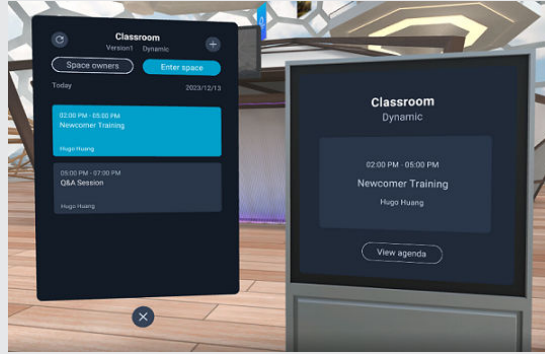 Classroom
Version1 Dynamic
Space owners
Enter space
Today
2023/12/13
02:00 PM - 05:00 PM
Newcomer Training
Hugo Huang
05:00 PM - 07:00 PM
Q&A Session
Hugo Huang
Classroom
Dynamic
02:00 PM - 05:00 PM
Newcomer Training
Hugo Huang
View agenda